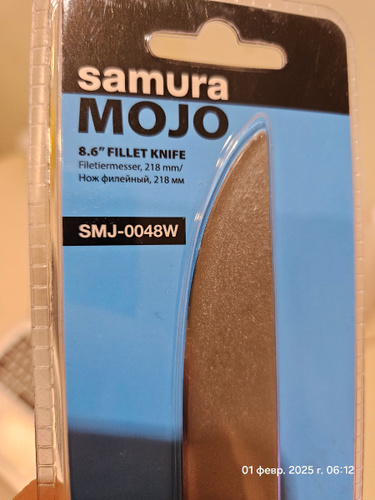 samura
MOJO
8.6" FILLET KNIFE
Filetiermesser, 218 mm/
Нож филейный, 218 мм
SMJ-0048W
01 февр. 2025 г. 06:12